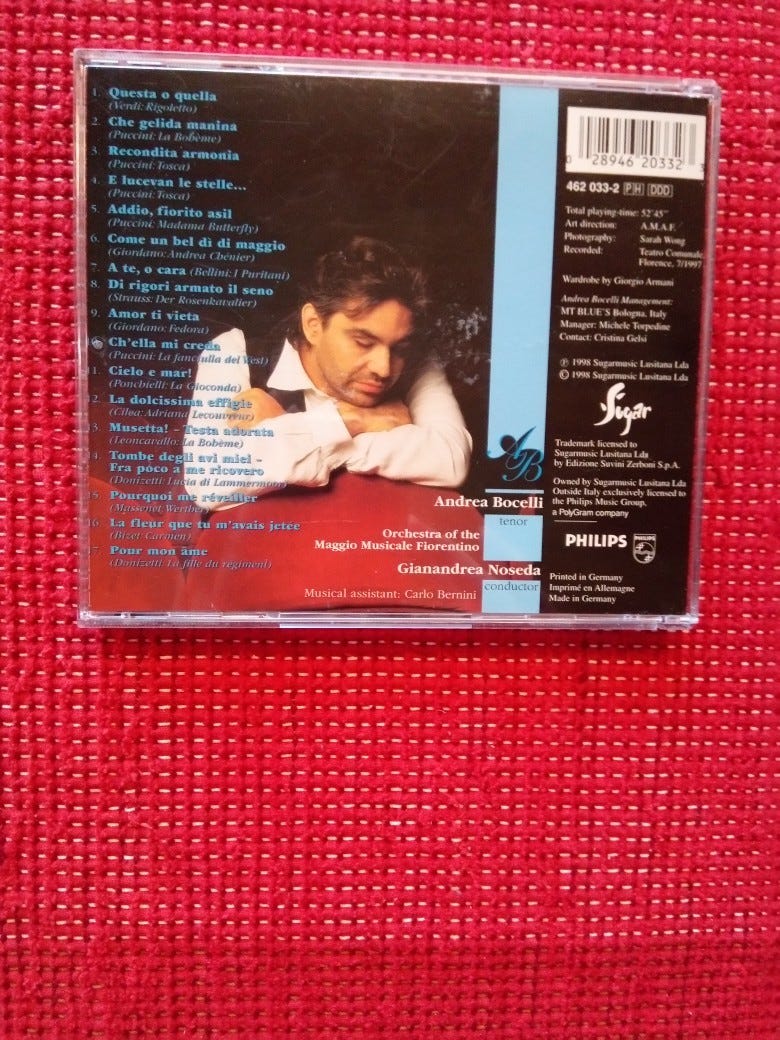 1. Questa o quella
(Verdi: Rigoletto)
2. Che gelida manina
(Puccini: La Bohème)
3. Recondita armonia
(Puccini: Tosca)
4. E lucevan le stelle...
(Puccini: Tosca)
5. Addio, fiorito asil
(Puccini: Madama Butterfly)
6. Come un bel dì di maggio
(Giordano: Andrea Chénier)
7. A te, o cara (Bellini: I Puritani)
8. Di rigori armato il seno
(Strauss: Der Rosenkavalier)
9. Amor ti vieta
(Giordano: Fedora)
Ch'ella mi creda
(Puccini: La fanciulla del West)
11. Cielo e mar!
(Ponchielli: La Gioconda)
12. La dolcissima effigie
(Cilea: Adriana Lecouvreur)
13. Musetta! – Testa adorata
(Leoncavallo: La Bohème)
14. Tombe degli avi miei –
Fra poco a me ricovero
(Donizetti: Lucia di Lammermoor)
15. Pourquoi me réveiller
(Massenet: Werther)
16. La fleur que tu m'avais jetée
(Bizet: Carmen)
17. Pour mon âme
(Donizetti: La fille du régiment)
AB
Andrea Bocelli
tenor
Orchestra of the
Maggio Musicale Fiorentino
Gianandrea Noseda
conductor
Musical assistant: Carlo Bernini
0 28946 20332 3
462 033-2 PH DDD
Total playing-time: 52'45"
Art direction: A.M.A.F.
Photography: Sarah Wong
Recorded: Teatro Comunale,
Florence, 7/1997
Wardrobe by Giorgio Armani
Andrea Bocelli Management:
MT BLUE'S Bologna, Italy
Manager: Michele Torpedine
Contact: Cristina Gelsi
℗ 1998 Sugarmusic Lusitana Lda
© 1998 Sugarmusic Lusitana Lda
Sugar
Trademark licensed to
Sugarmusic Lusitana Lda
by Edizione Suvini Zerboni S.p.A.
Owned by Sugarmusic Lusitana Lda
Outside Italy exclusively licensed to
the Philips Music Group,
a PolyGram company
PHILIPS
PHILIPS
Printed in Germany
Imprimé en Allemagne
Made in Germany